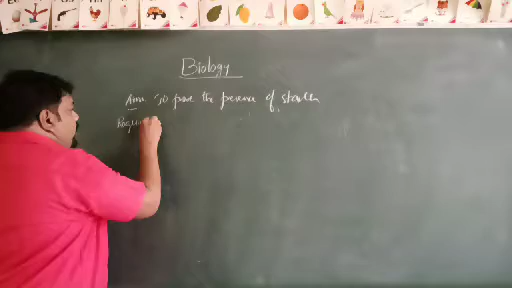 Biology
Aim To prove the presence of starch
Requi